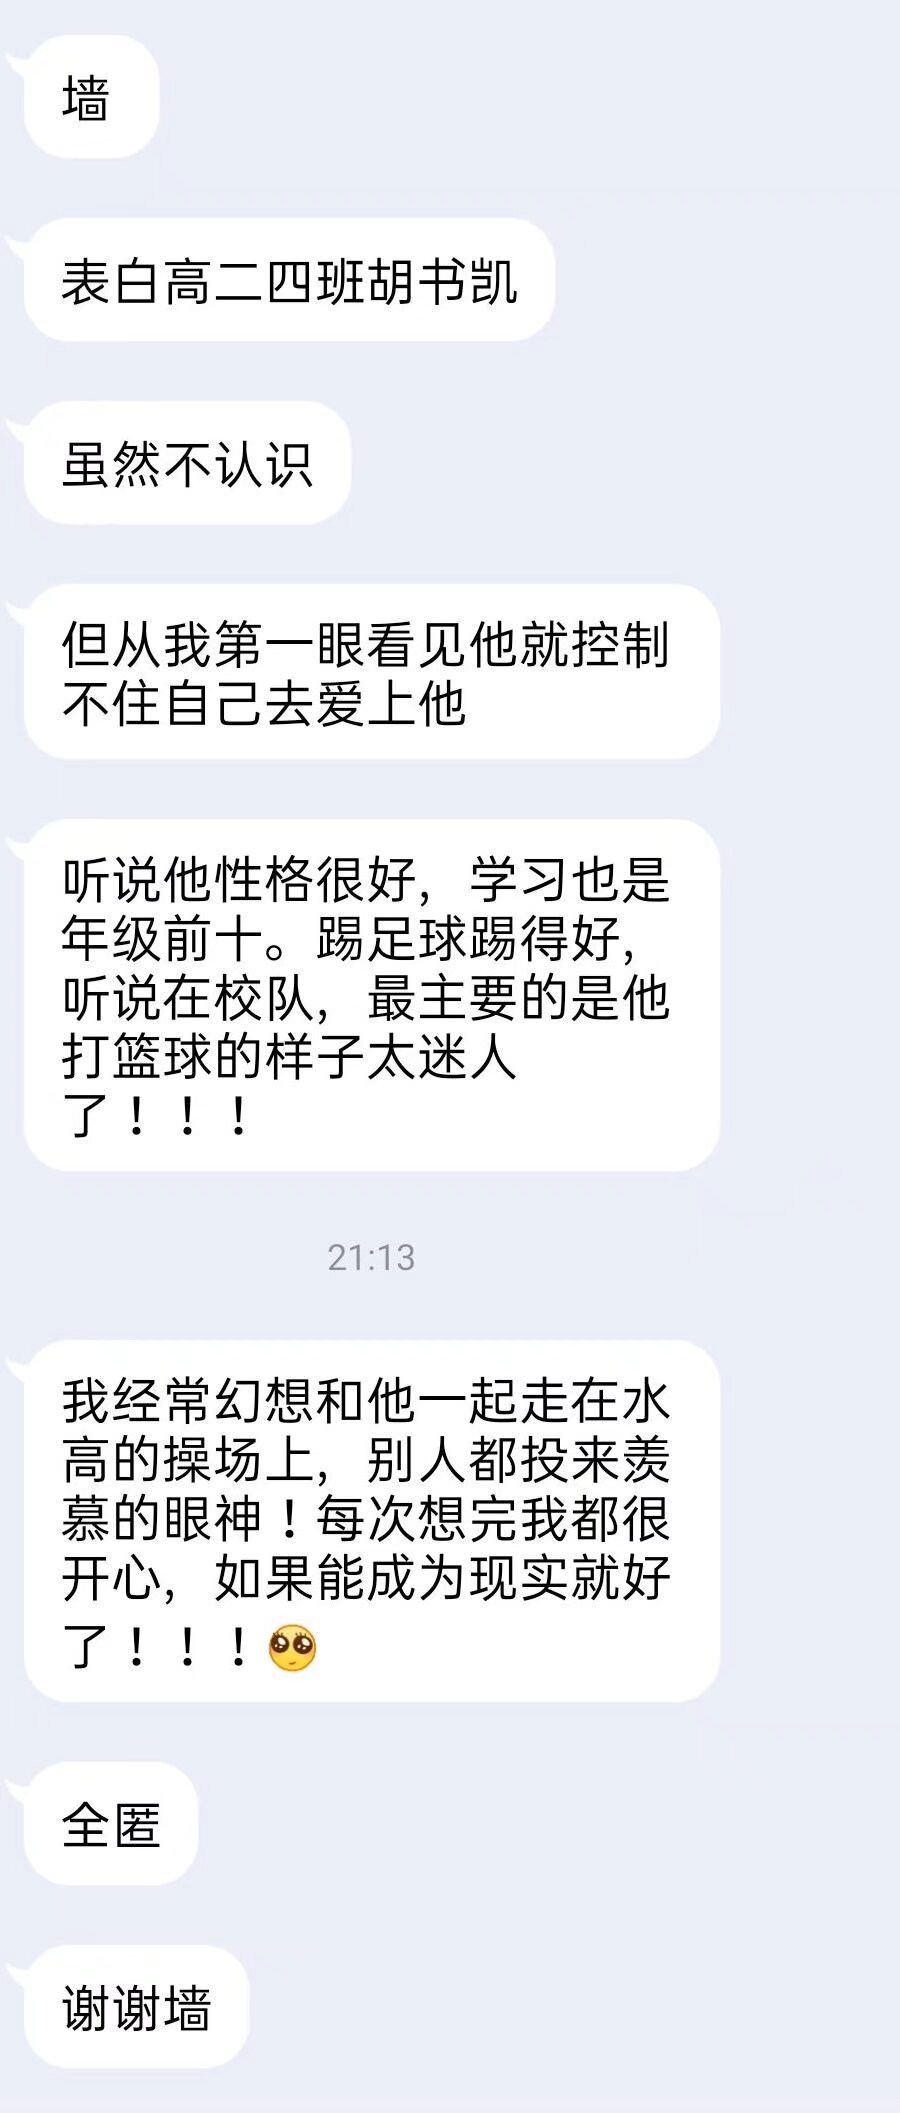 墙
表白高二四班胡书凯
虽然不认识
但从我第一眼看见他就控制
不住自己去爱上他
听说他性格很好，学习也是
年级前十。踢足球踢得好，
听说在校队，最主要的是他
打篮球的样子太迷人
了！！！
21:13
我经常幻想和他一起走在水
高的操场上，别人都投来羡
慕的眼神！每次想完我都很
开心，如果能成为现实就好
了！！！🥺
全匿
谢谢墙